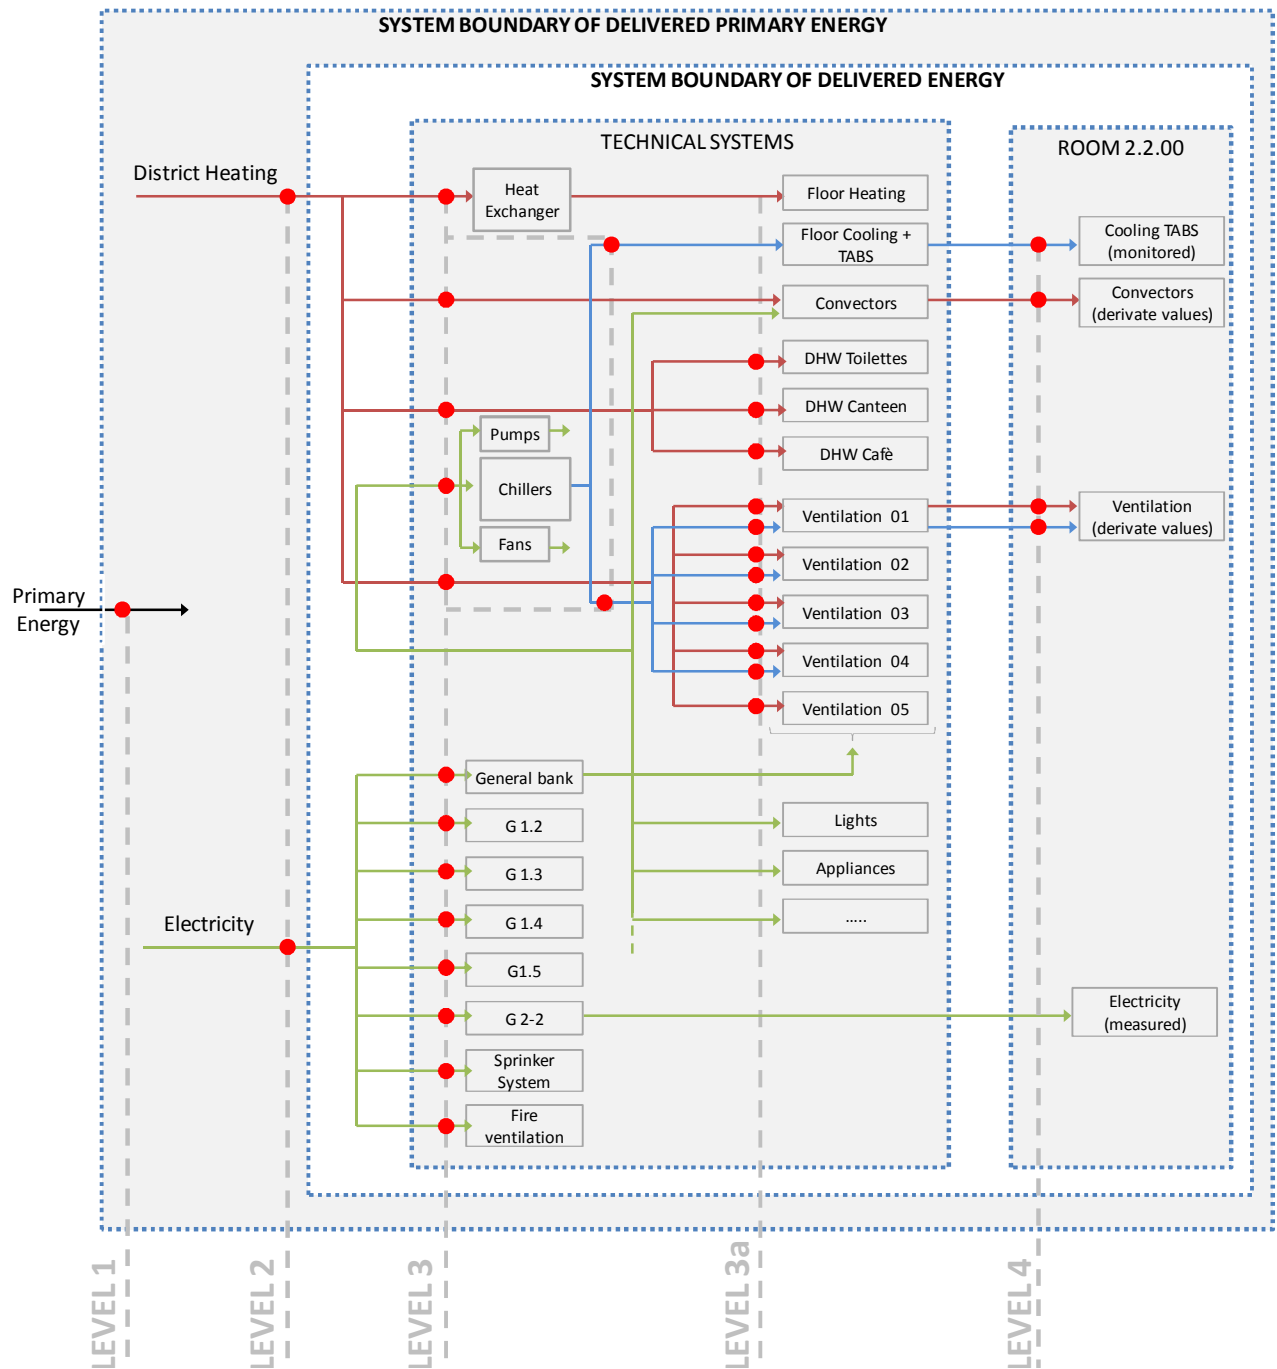 SYSTEM BOUNDARY OF DELIVERED PRIMARY ENERGY
SYSTEM BOUNDARY OF DELIVERED ENERGY
TECHNICAL SYSTEMS
ROOM 2.2.00
District Heating
Heat
Exchanger
Floor Heating
Floor Cooling +
TABS
Cooling TABS
(monitored)
Convectors
Convectors
(derivate values)
DHW Toilettes
DHW Canteen
DHW Cafè
Pumps
Chillers
Fans
Ventilation 01
Ventilation
(derivate values)
Ventilation 02
Ventilation 03
Ventilation 04
Ventilation 05
Primary
Energy
General bank
G 1.2
G 1.3
G 1.4
G1.5
G 2-2
Sprinker
System
Fire
ventilation
Lights
Appliances
.....
Electricity
Electricity
(measured)
LEVEL 1
LEVEL 2
LEVEL 3
LEVEL 3a
LEVEL 4